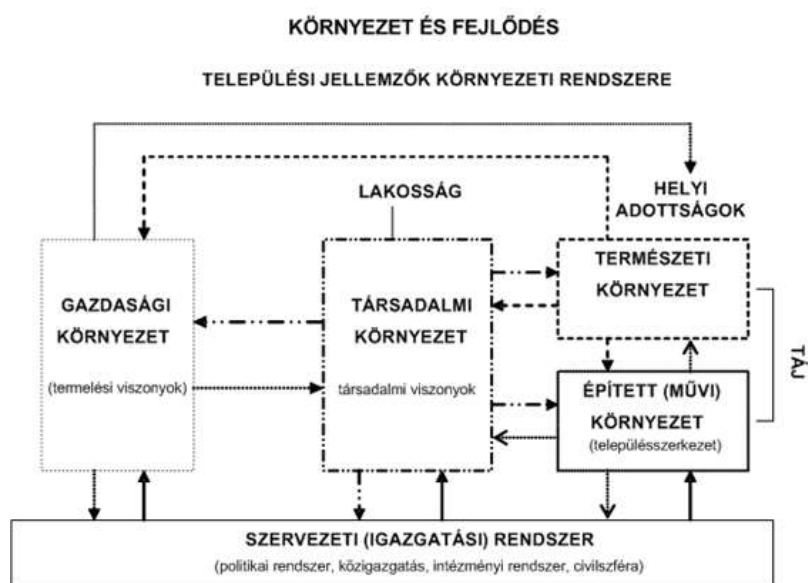 KÖRNYEZET ÉS FEJLŐDÉS
TELEPÜLÉSI JELLEMZŐK KÖRNYEZETI RENDSZERE
LAKOSSÁG
HELYI
ADOTTSÁGOK
GAZDASÁGI
KÖRNYEZET
(termelési viszonyok)
TÁRSADALMI
KÖRNYEZET
társadalmi viszonyok
TERMÉSZETI
KÖRNYEZET
ÉPÍTETT (MŰVI)
KÖRNYEZET
(településszerkezet)
TÁJ
SZERVEZETI (IGAZGATÁSI) RENDSZER
(politikai rendszer, közigazgatás, intézményi rendszer, civilszféra)